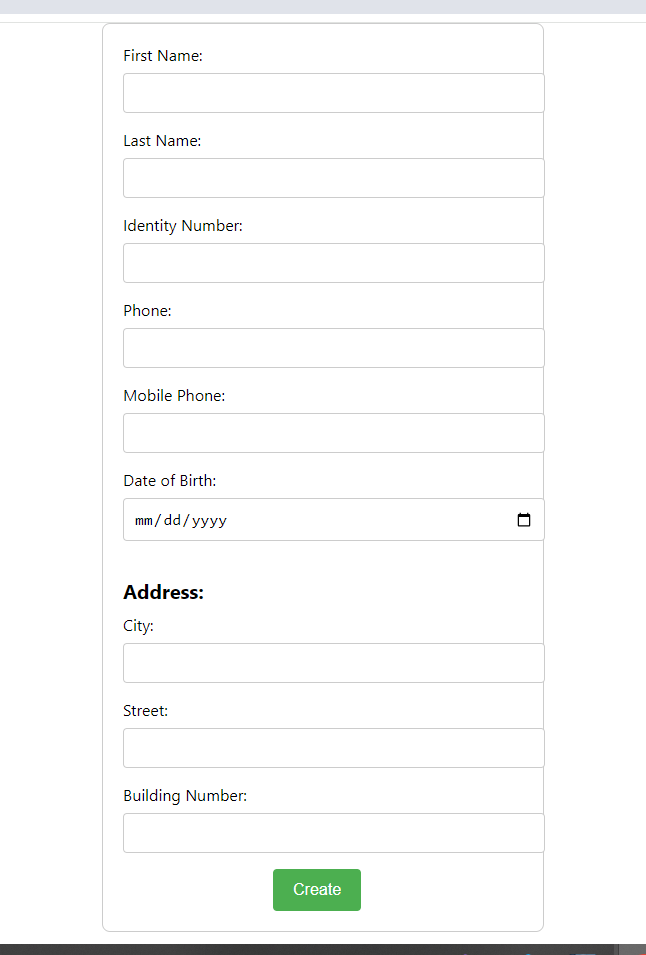 First Name:
Last Name:
Identity Number:
Phone:
Mobile Phone:
Date of Birth:
mm/dd/yyyy
Address:
City:
Street:
Building Number:
Create